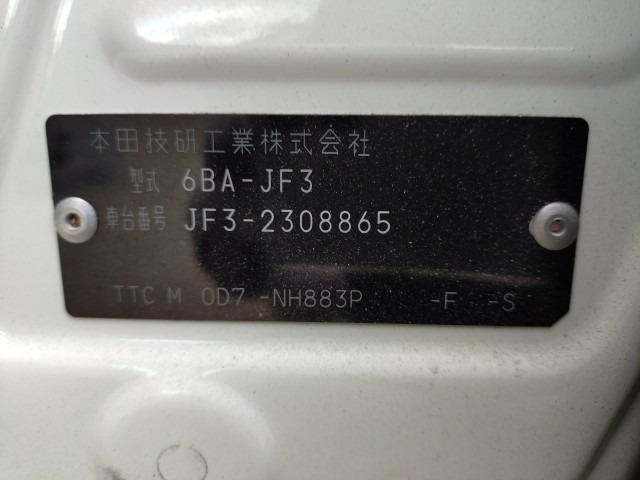 本田技研工業株式会社
型式 6BA-JF3
車台番号 JF3-2308865
TTC M 0D7 -NH883P -F -S